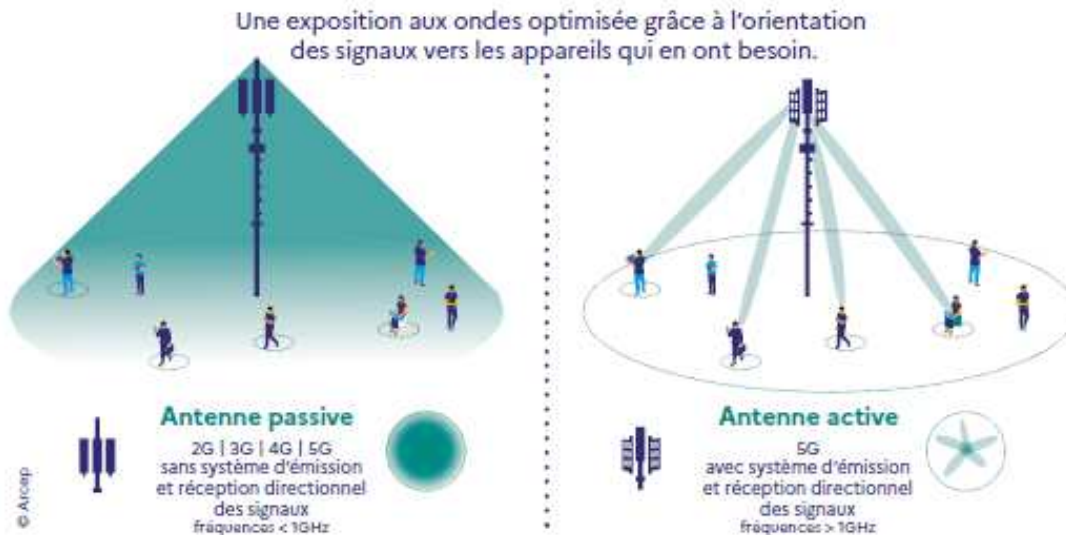 Une exposition aux ondes optimisée grâce à l'orientation
des signaux vers les appareils qui en ont besoin.
Antenne passive
2G | 3G | 4G | 5G
sans système d'émission
et réception directionnel
des signaux
fréquences < 1GHz
Antenne active
5G
avec système d'émission
et réception directionnel
des signaux
fréquences > 1GHz
© Arcep